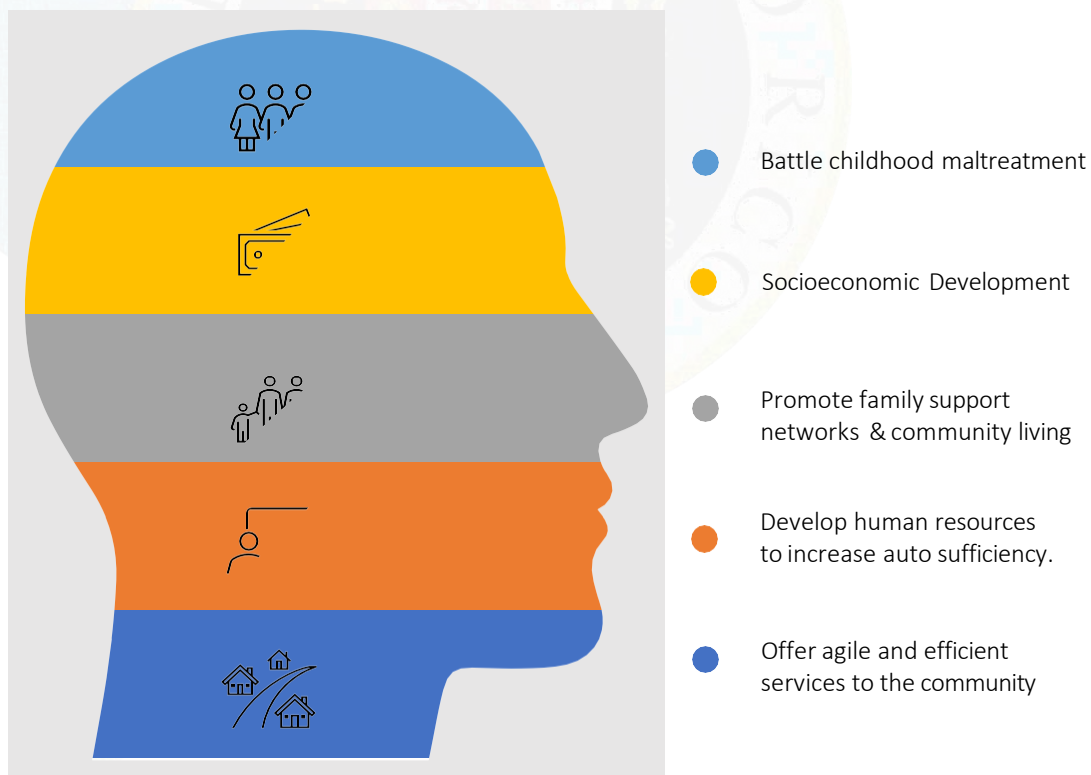 Battle childhood maltreatment
Socioeconomic Development
Promote family support
networks & community living
Develop human resources
to increase auto sufficiency.
Offer agile and efficient
services to the community